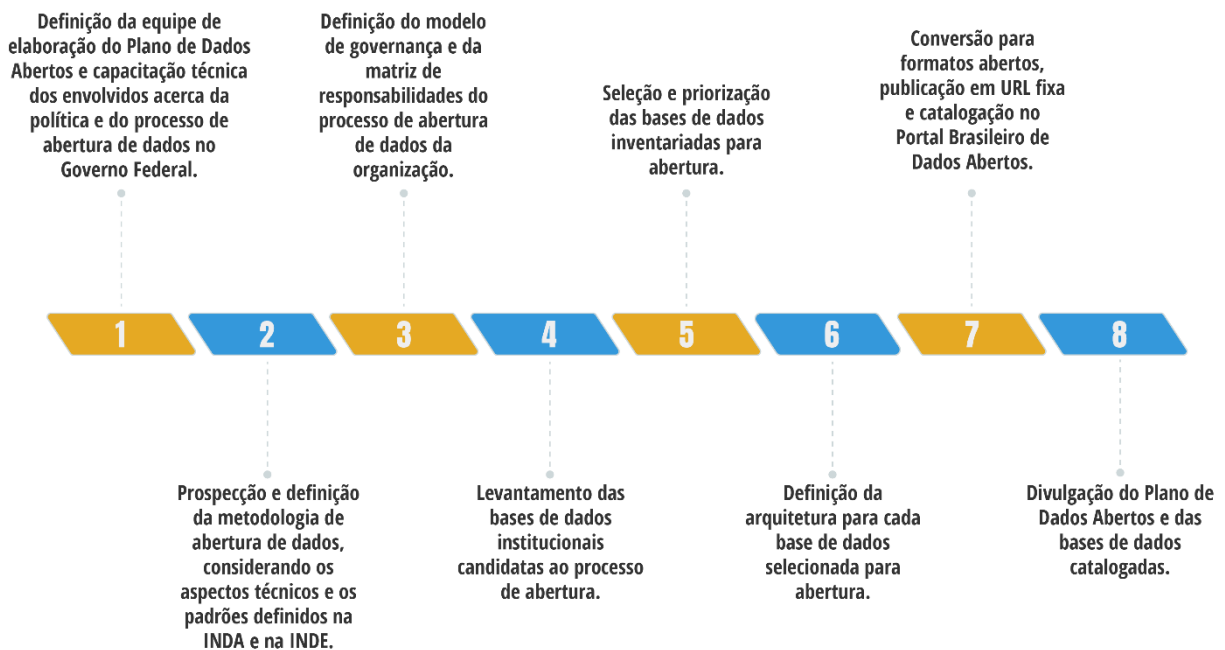 Definição da equipe de
elaboração do Plano de Dados
Abertos e capacitação técnica
dos envolvidos acerca da
política e do processo de
abertura de dados no
Governo Federal.
Definição do modelo
de governança e da
matriz de
responsabilidades do
processo de abertura
de dados da
organização.
Seleção e priorização
das bases de dados
inventariadas para
abertura.
Conversão para
formatos abertos,
publicação em URL fixa
e catalogação no
Portal Brasileiro de
Dados Abertos.
1
2
3
4
5
6
7
8
Prospecção e definição
da metodologia de
abertura de dados,
considerando os
aspectos técnicos e os
padrões definidos na
INDA e na INDE.
Levantamento das
bases de dados
institucionais
candidatas ao processo
de abertura.
Definição da
arquitetura para cada
base de dados
selecionada para
abertura.
Divulgação do Plano de
Dados Abertos e das
bases de dados
catalogadas.